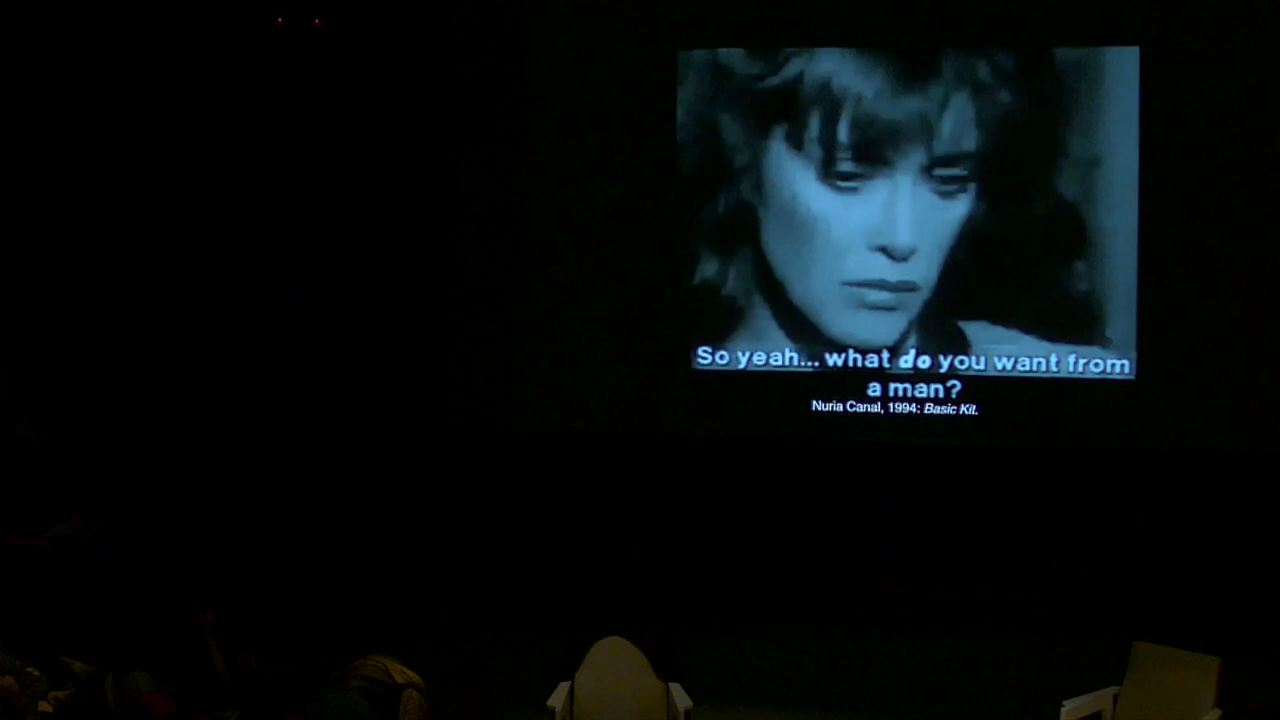 So yeah... what do you want from
a man?
Nuria Canal, 1994: Basic Kit.